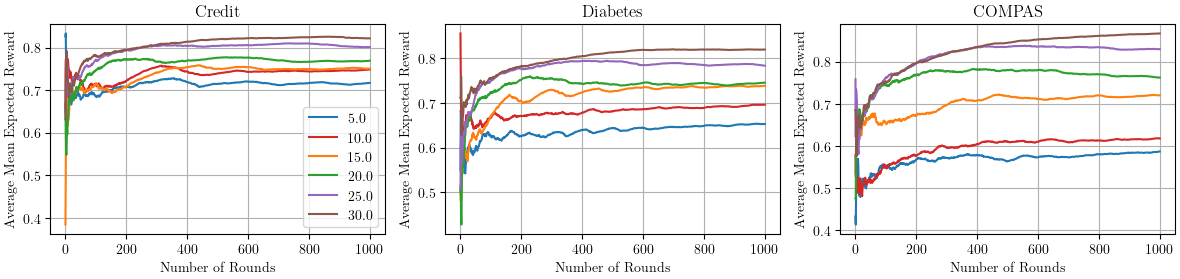 Credit
Average Mean Expected Reward
0.8
0.7
0.6
0.5
0.4
0 200 400 600 800 1000
Number of Rounds
5.0
10.0
15.0
20.0
25.0
30.0
Diabetes
Average Mean Expected Reward
0.8
0.7
0.6
0.5
0 200 400 600 800 1000
Number of Rounds
COMPAS
Average Mean Expected Reward
0.8
0.7
0.6
0.5
0.4
0 200 400 600 800 1000
Number of Rounds